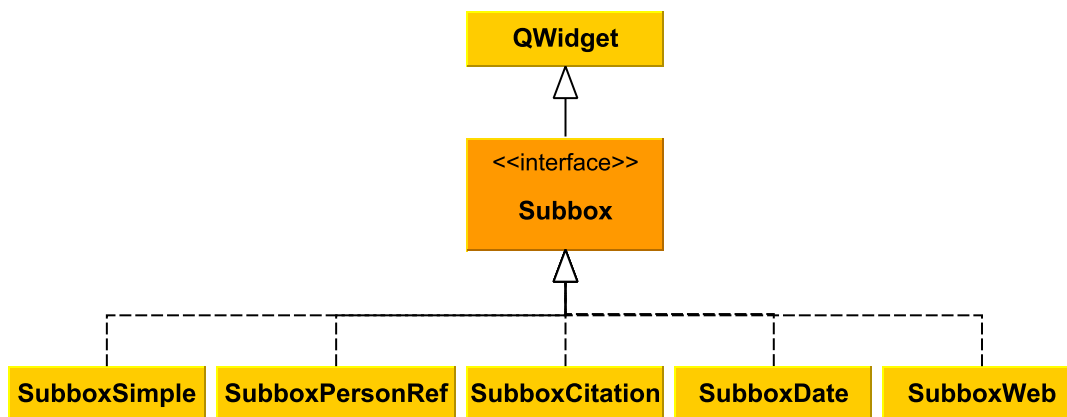 QWidget
<<interface>>
Subbox
SubboxSimple
SubboxPersonRef
SubboxCitation
SubboxDate
SubboxWeb